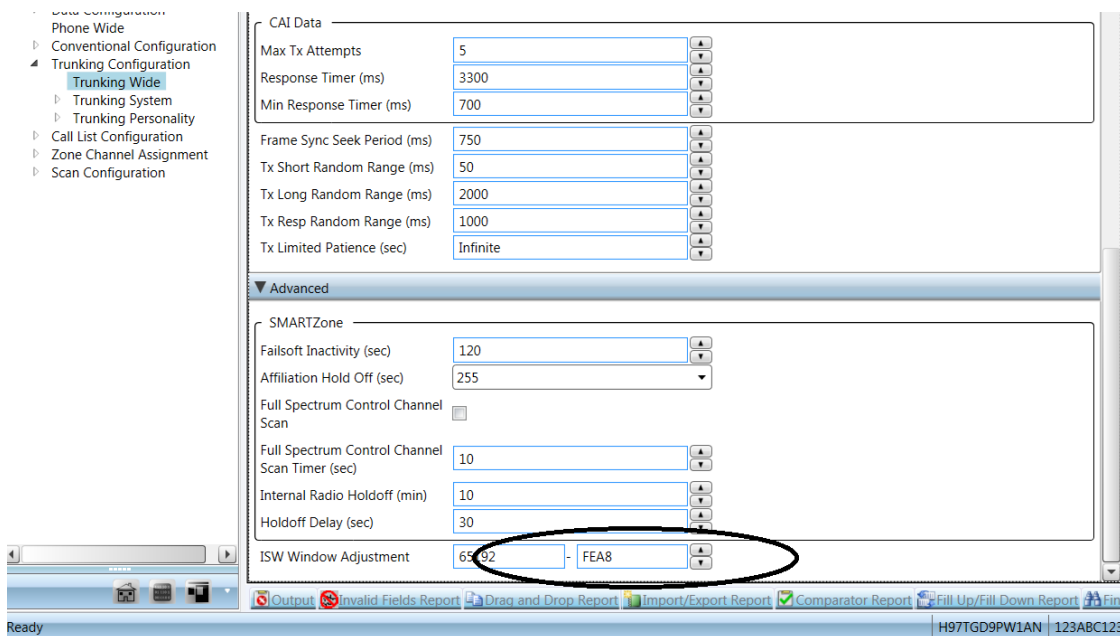 Data Configuration
Phone Wide
Conventional Configuration
Trunking Configuration
Trunking Wide
Trunking System
Trunking Personality
Call List Configuration
Zone Channel Assignment
Scan Configuration
CAI Data
Max Tx Attempts 5
Response Timer (ms) 3300
Min Response Timer (ms) 700
Frame Sync Seek Period (ms) 750
Tx Short Random Range (ms) 50
Tx Long Random Range (ms) 2000
Tx Resp Random Range (ms) 1000
Tx Limited Patience (sec) Infinite
Advanced
SMARTZone
Failsoft Inactivity (sec) 120
Affiliation Hold Off (sec) 255
Full Spectrum Control Channel
Scan
Full Spectrum Control Channel
Scan Timer (sec) 10
Internal Radio Holdoff (min) 10
Holdoff Delay (sec) 30
ISW Window Adjustment - FEA8
Output Invalid Fields Report Drag and Drop Report Import/Export Report Comparator Report Fill Up/Fill Down Report Fin
Ready H97TGD9PW1AN 123ABC123